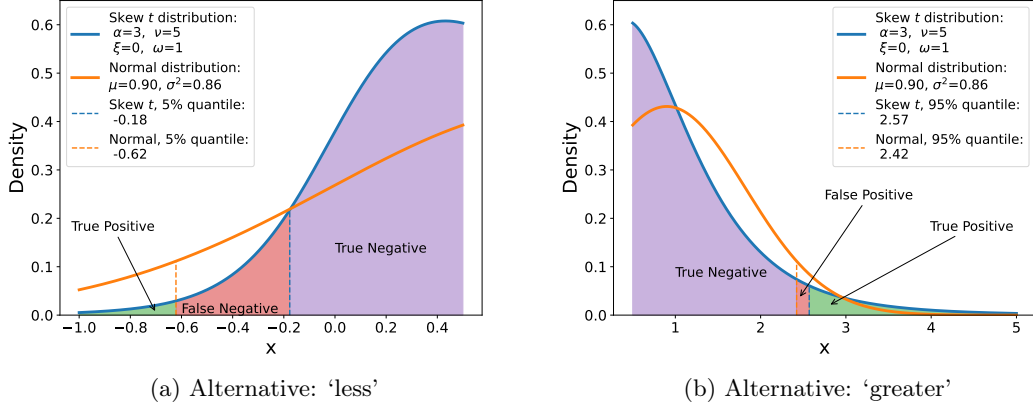 Skew t distribution:
α=3, ν=5
ξ=0, ω=1
Normal distribution:
μ=0.90, σ²=0.86
Skew t, 5% quantile:
-0.18
Normal, 5% quantile:
-0.62
True Positive
False Negative
True Negative
Density
0.0
0.1
0.2
0.3
0.4
0.5
0.6
−1.0 −0.8 −0.6 −0.4 −0.2 0.0 0.2 0.4
x
(a) Alternative: ‘less’
Skew t distribution:
α=3, ν=5
ξ=0, ω=1
Normal distribution:
μ=0.90, σ²=0.86
Skew t, 95% quantile:
2.57
Normal, 95% quantile:
2.42
False Positive
True Positive
True Negative
Density
0.0
0.1
0.2
0.3
0.4
0.5
0.6
1 2 3 4 5
x
(b) Alternative: ‘greater’